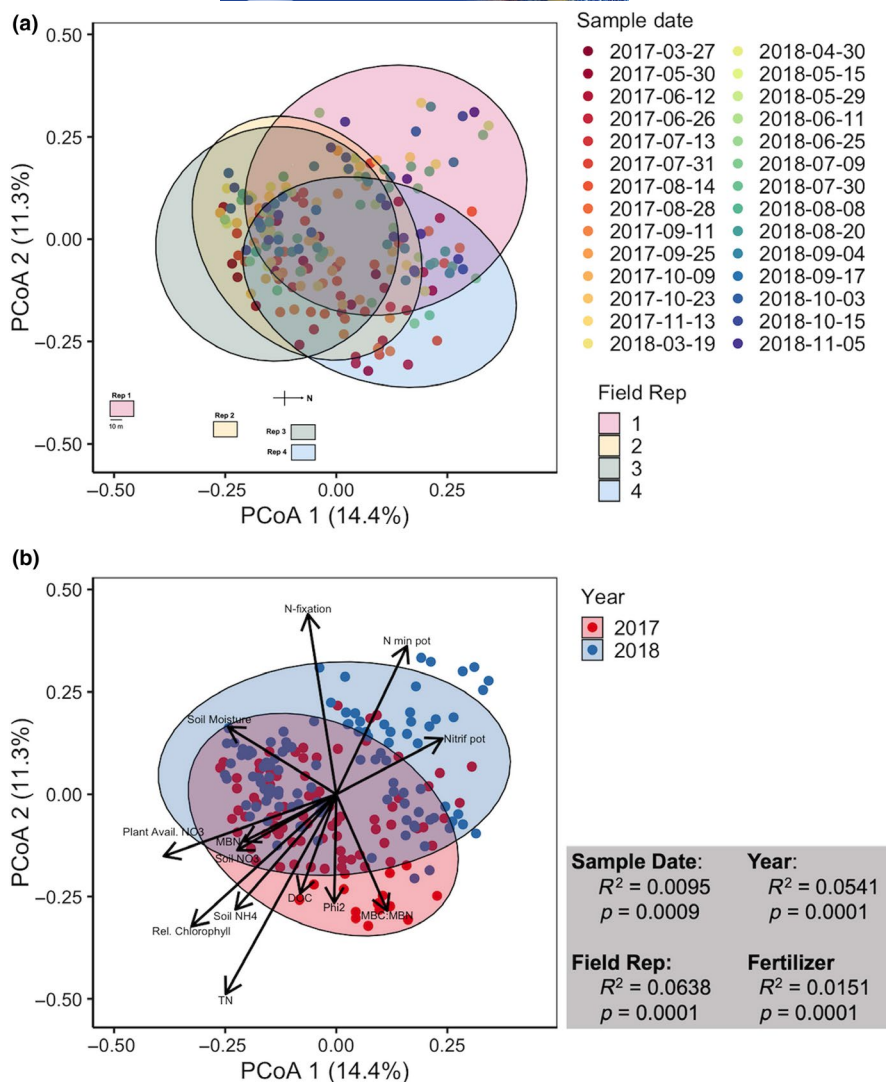 (a)
Sample date
2017-03-27
2017-05-30
2017-06-12
2017-06-26
2017-07-13
2017-07-31
2017-08-14
2017-08-28
2017-09-11
2017-09-25
2017-10-09
2017-10-23
2017-11-13
2018-03-19
2018-04-30
2018-05-15
2018-05-29
2018-06-11
2018-06-25
2018-07-09
2018-07-30
2018-08-08
2018-08-20
2018-09-04
2018-09-17
2018-10-03
2018-10-15
2018-11-05
Field Rep
1
2
3
4
PCoA 2 (11.3%)
0.50
0.25
0.00
−0.25
−0.50
Rep 1
10 m
Rep 2
N
Rep 3
Rep 4
−0.50
−0.25
0.00
0.25
PCoA 1 (14.4%)
(b)
Year
2017
2018
PCoA 2 (11.3%)
0.50
0.25
0.00
−0.25
−0.50
N-fixation
N min pot
Soil Moisture
Nitrif pot
Plant Avail. NO3
MBN
Soil NO3
DOC
Phi2
MBC:MBN
Soil NH4
Rel. Chlorophyll
TN
−0.50
−0.25
0.00
0.25
PCoA 1 (14.4%)
Sample Date:
R² = 0.0095
p = 0.0009
Year:
R² = 0.0541
p = 0.0001
Field Rep:
R² = 0.0638
p = 0.0001
Fertilizer
R² = 0.0151
p = 0.0001